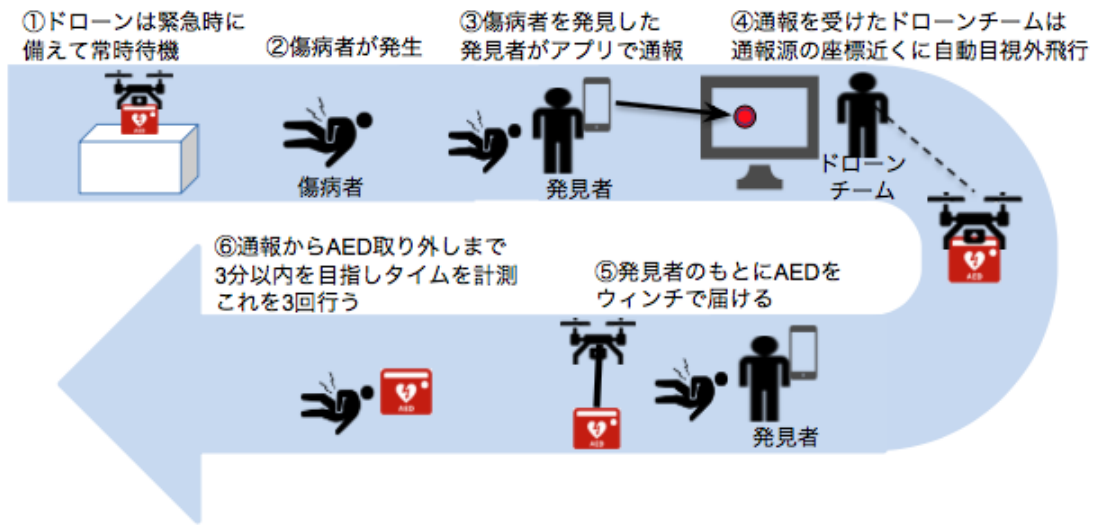 ①ドローンは緊急時に
備えて常時待機
②傷病者が発生
③傷病者を発見した
発見者がアプリで通報
④通報を受けたドローンチームは
通報源の座標近くに自動目視外飛行
AED
傷病者
発見者
ドローン
チーム
AED
⑤発見者のもとにAEDを
ウィンチで届ける
AED
発見者
⑥通報からAED取り外しまで
3分以内を目指しタイムを計測
これを3回行う
AED